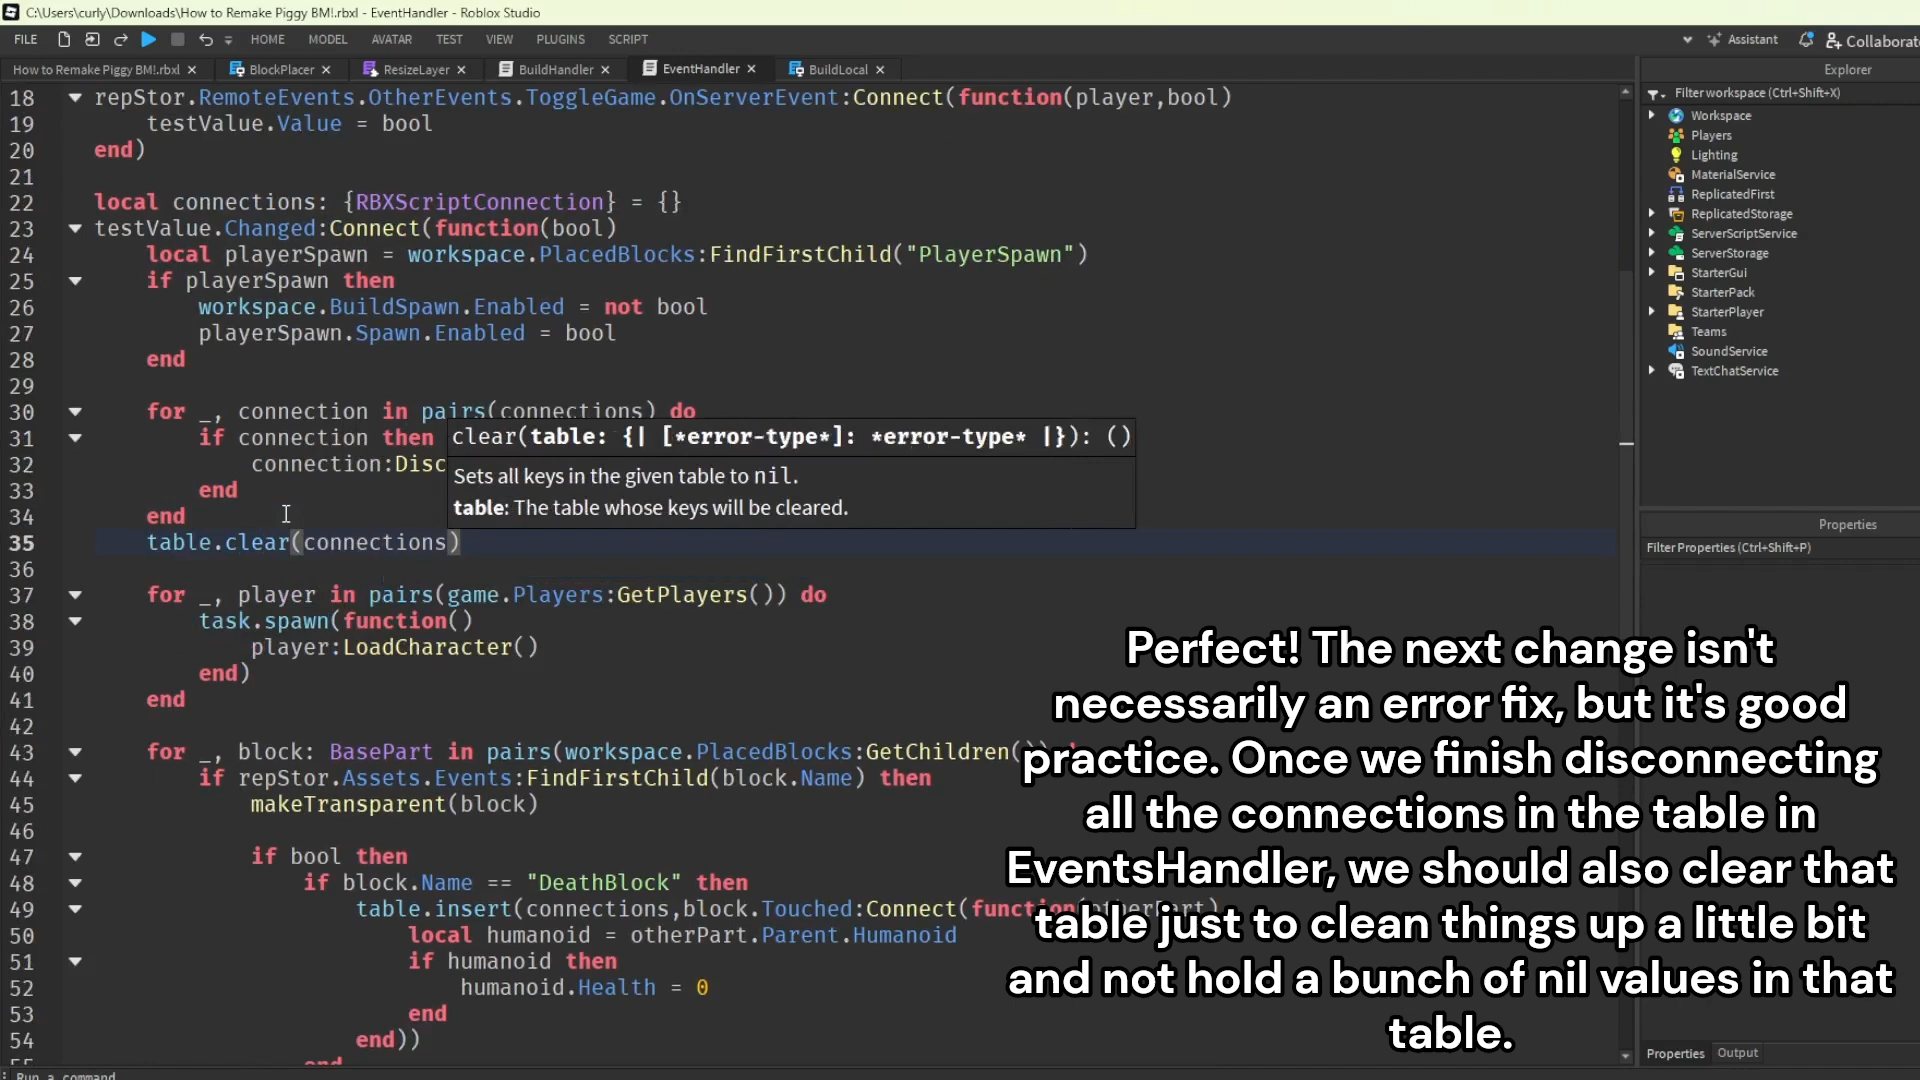 C:\Users\curly\Downloads\How to Remake Piggy BM!.rbxl - EventHandler - Roblox Studio
FILE HOME MODEL AVATAR TEST VIEW PLUGINS SCRIPT Assistant Collaborat
How to Remake Piggy BM!.rbxl BlockPlacer ResizeLayer BuildHandler EventHandler BuildLocal
18 repStor.RemoteEvents.OtherEvents.ToggleGame.OnServerEvent:Connect(function(player,bool)
19 testValue.Value = bool
20 end)
21
22 local connections: {RBXScriptConnection} = {}
23 testValue.Changed:Connect(function(bool)
24 local playerSpawn = workspace.PlacedBlocks:FindFirstChild("PlayerSpawn")
25 if playerSpawn then
26 workspace.BuildSpawn.Enabled = not bool
27 playerSpawn.Spawn.Enabled = bool
28 end
29
30 for _, connection in pairs(connections) do
31 if connection then
32 connection:Disc
33 end
34 end
35 table.clear(connections)
36
37 for _, player in pairs(game.Players:GetPlayers()) do
38 task.spawn(function()
39 player:LoadCharacter()
40 end)
41 end
42
43 for _, block: BasePart in pairs(workspace.PlacedBlocks:GetChildren())
44 if repStor.Assets.Events:FindFirstChild(block.Name) then
45 makeTransparent(block)
46
47 if bool then
48 if block.Name == "DeathBlock" then
49 table.insert(connections,block.Touched:Connect(function(otherPart)
50 local humanoid = otherPart.Parent.Humanoid
51 if humanoid then
52 humanoid.Health = 0
53 end
54 end))
55 end
clear(table: {| [*error-type*]: *error-type* |}): ()
Sets all keys in the given table to nil.
table: The table whose keys will be cleared.
Perfect! The next change isn't
necessarily an error fix, but it's good
practice. Once we finish disconnecting
all the connections in the table in
EventsHandler, we should also clear that
table just to clean things up a little bit
and not hold a bunch of nil values in that
table.
Explorer
Filter workspace (Ctrl+Shift+X)
Workspace
Players
Lighting
MaterialService
ReplicatedFirst
ReplicatedStorage
ServerScriptService
ServerStorage
StarterGui
StarterPack
StarterPlayer
Teams
SoundService
TextChatService
Properties
Filter Properties (Ctrl+Shift+P)
Properties Output
Run a command